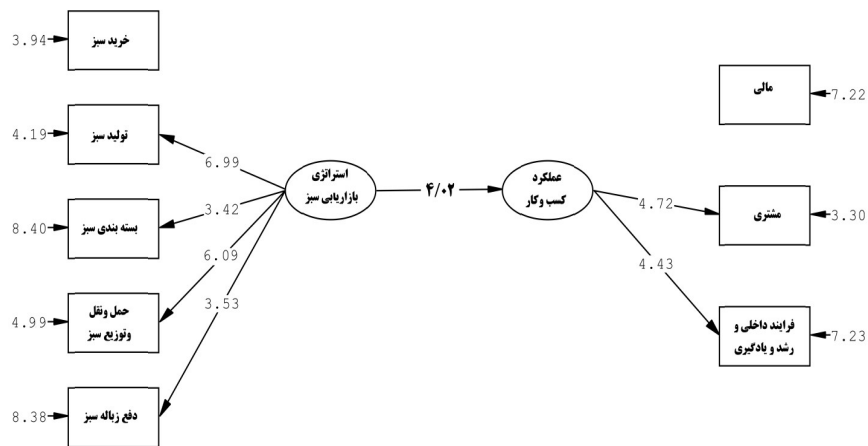 3.94
خرید سبز
4.19
تولید سبز
8.40
بسته بندی سبز
4.99
حمل ونقل
وتوزیع سبز
8.38
دفع زباله سبز
6.99
3.42
6.09
3.53
استراتژی
بازاریابی سبز
۴/۰۲
عملکرد
کسب وکار
4.72
4.43
مالی
7.22
مشتری
3.30
فرایند داخلی و
رشد و یادگیری
7.23